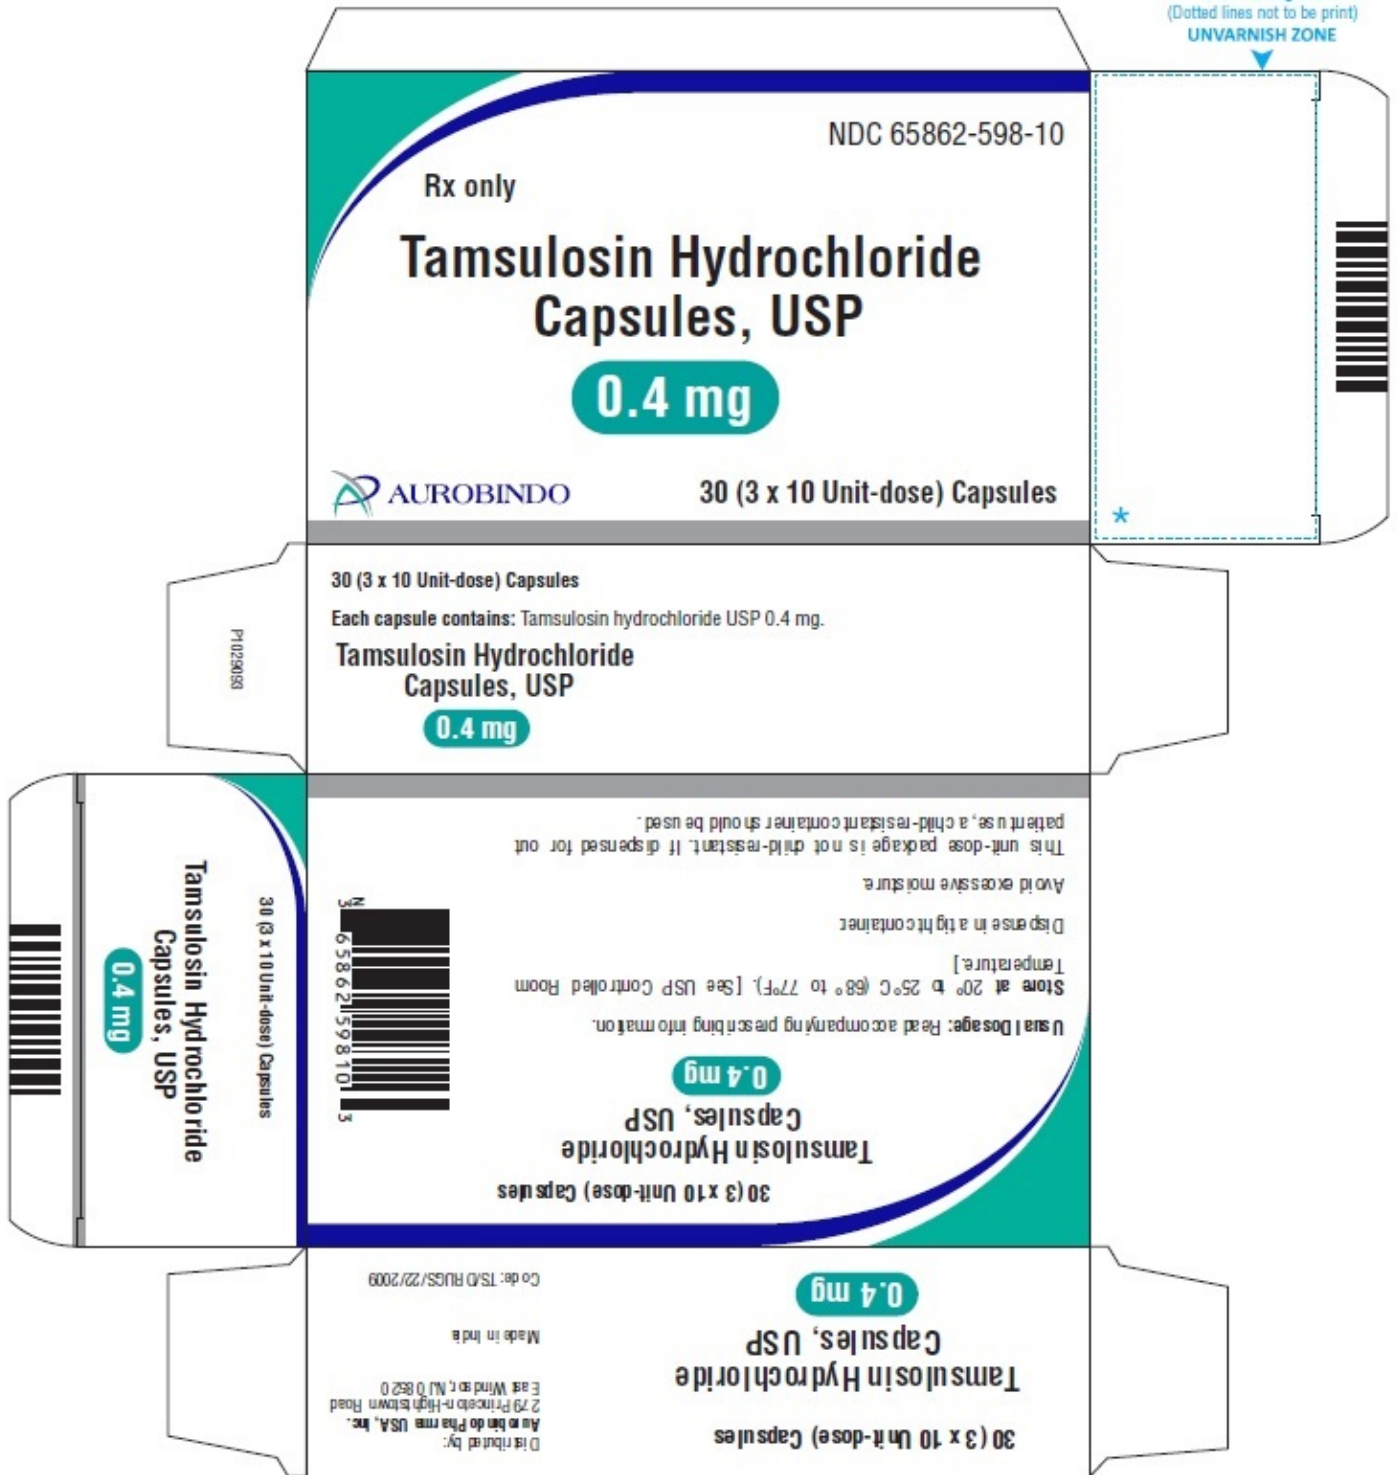 (Dotted lines not to be print)
UNVARNISH ZONE
NDC 65862-598-10
Rx only
Tamsulosin Hydrochloride
Capsules, USP
0.4 mg
AUROBINDO
30 (3 x 10 Unit-dose) Capsules
*
30 (3 x 10 Unit-dose) Capsules
Each capsule contains: Tamsulosin hydrochloride USP 0.4 mg.
Tamsulosin Hydrochloride
Capsules, USP
0.4 mg
P1029093
30 (3 x 10 Unit-dose) Capsules
Tamsulosin Hydrochloride
Capsules, USP
0.4 mg
30 (3 x 10 Unit-dose) Capsules
Tamsulosin Hydrochloride
Capsules, USP
0.4 mg
Usual Dosage: Read accompanying prescribing information.
Store at 20° to 25°C (68° to 77°F). [See USP Controlled Room
Temperature.]
Dispense in a tight container.
Avoid excessive moisture.
This unit-dose package is not child-resistant. If dispensed for out
patient use, a child-resistant container should be used.
N
3 65862 59810 3
30 (3 x 10 Unit-dose) Capsules
Tamsulosin Hydrochloride
Capsules, USP
0.4 mg
Distributed by:
Aurobindo Pharma USA, Inc.
279 Princeton-Hightstown Road
East Windsor, NJ 08520
Made in India
Code: TS/DRUGS/22/2009